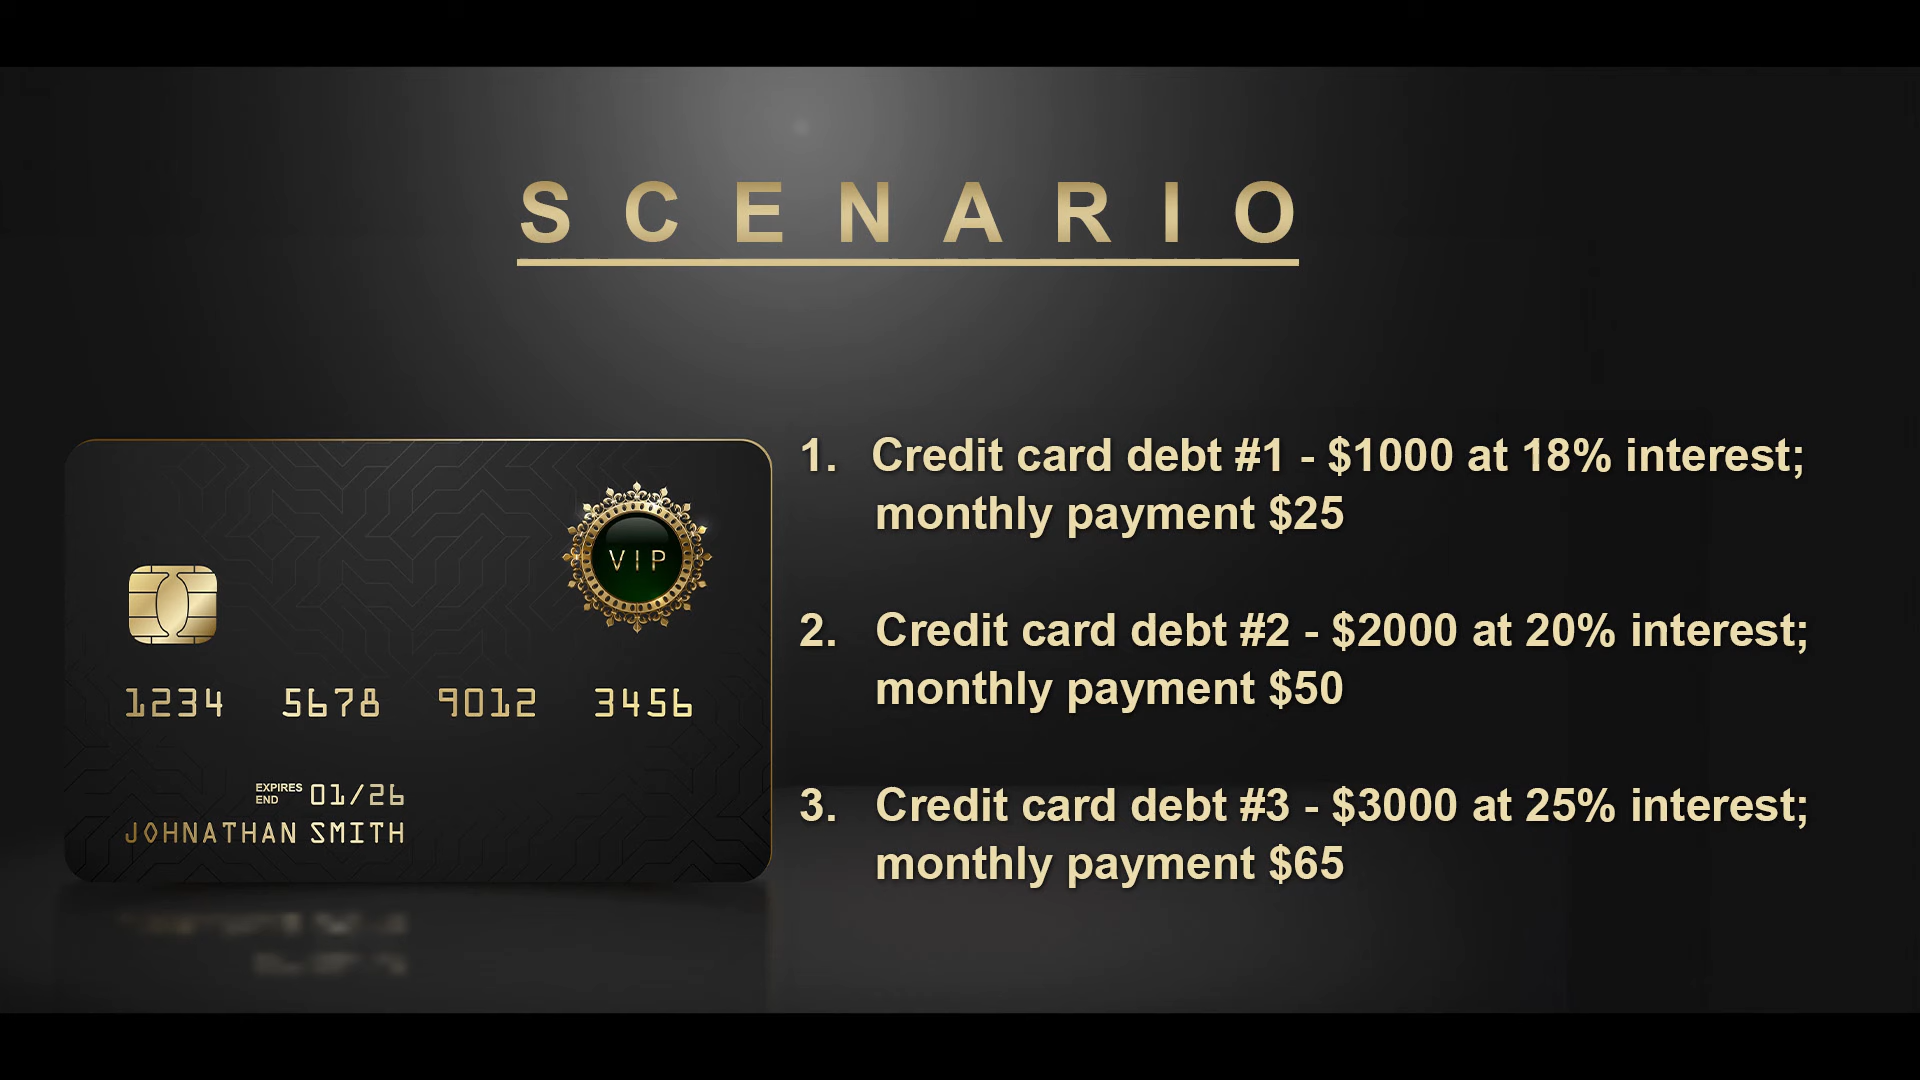 SCENARIO
1. Credit card debt #1 - $1000 at 18% interest;
monthly payment $25
VIP
2. Credit card debt #2 - $2000 at 20% interest;
monthly payment $50
1234 5678 9012 3456
3. Credit card debt #3 - $3000 at 25% interest;
monthly payment $65
EXPIRES
END 01/26
JOHNATHAN SMITH